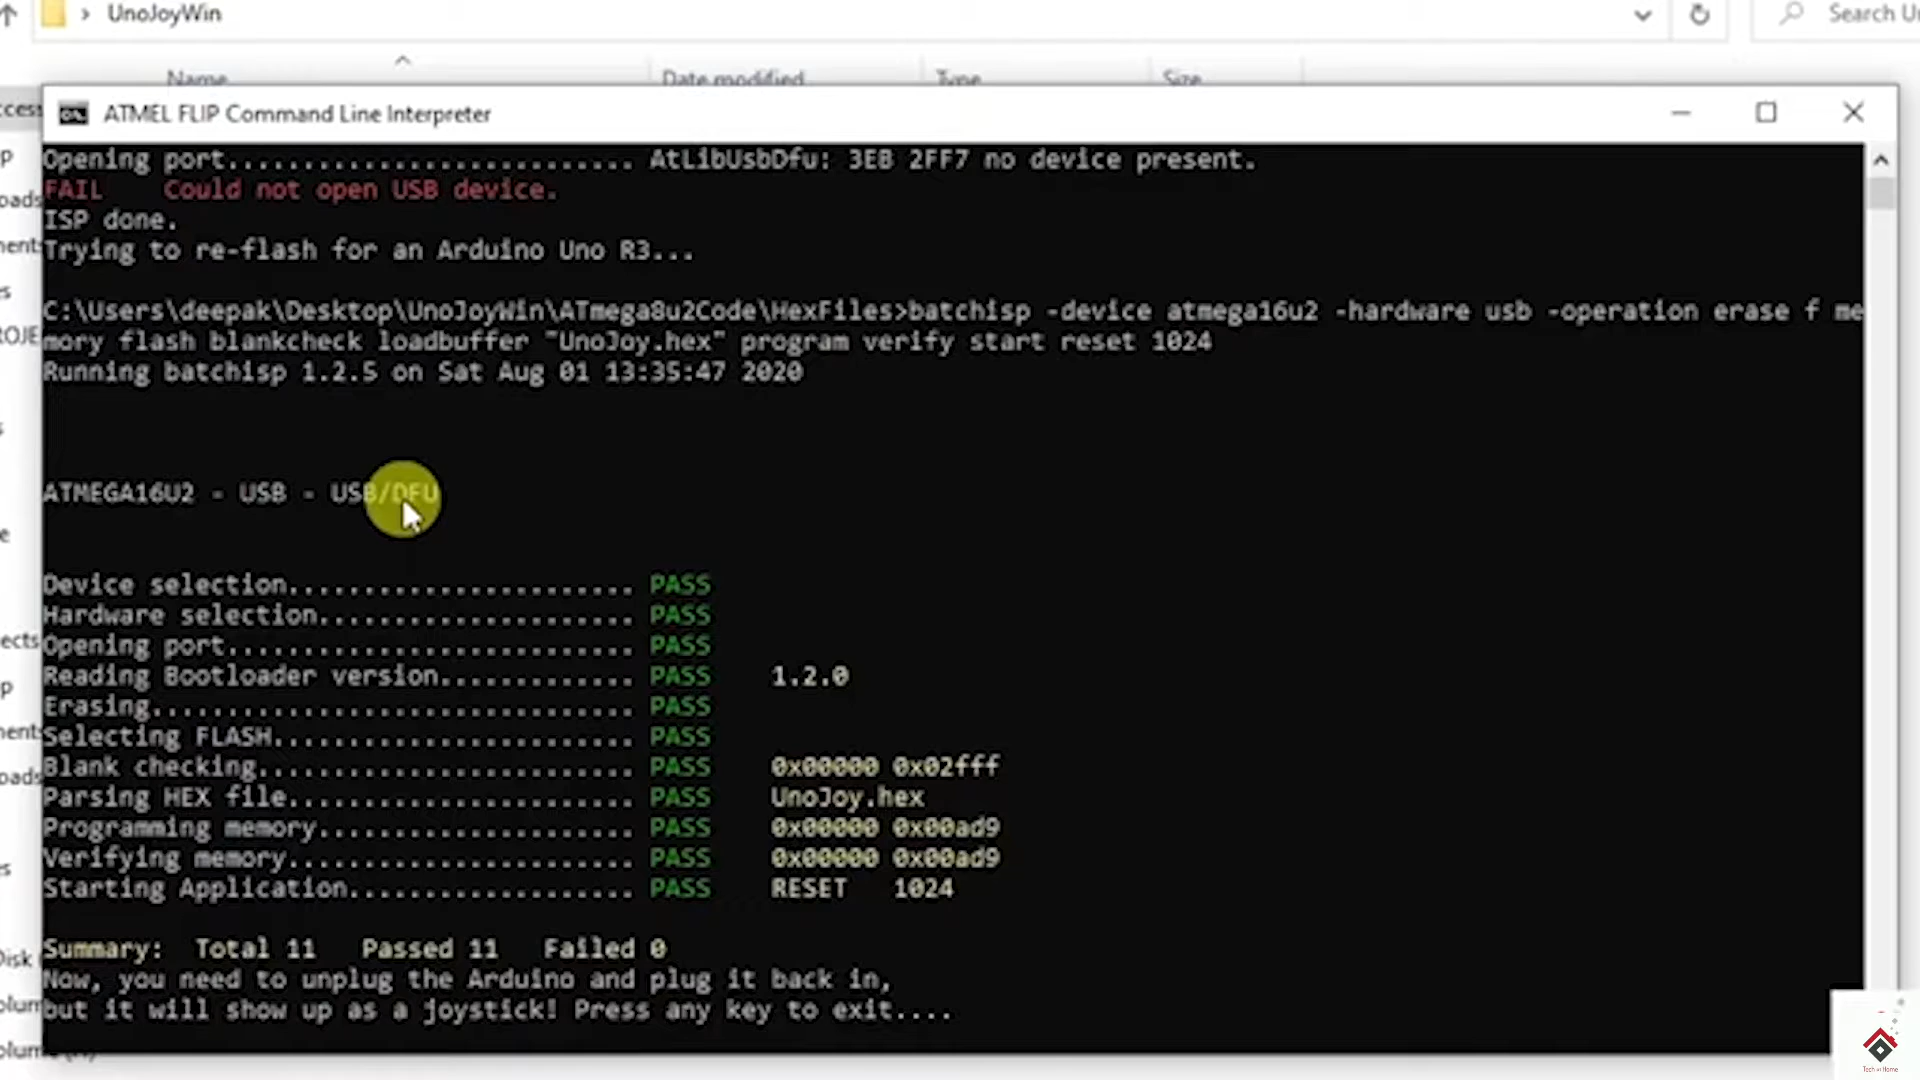 UnoJoyWin
Search U
Name
Date modified
Type
Size
ATMEL FLIP Command Line Interpreter
Opening port........................... AtLibUsbDfu: 3EB 2FF7 no device present.
FAIL    Could not open USB device.
ISP done.
Trying to re-flash for an Arduino Uno R3...
C:\Users\deepak\Desktop\UnoJoyWin\ATmega8u2Code\HexFiles>batchisp -device atmega16u2 -hardware usb -operation erase f me
mory flash blankcheck loadbuffer "UnoJoy.hex" program verify start reset 1024
Running batchisp 1.2.5 on Sat Aug 01 13:35:47 2020
ATMEGA16U2 - USB - USB/DFU
Device selection....................... PASS
Hardware selection..................... PASS
Opening port........................... PASS
Reading Bootloader version............. PASS    1.2.0
Erasing................................ PASS
Selecting FLASH........................ PASS
Blank checking......................... PASS    0x00000 0x02fff
Parsing HEX file....................... PASS    UnoJoy.hex
Programming memory..................... PASS    0x00000 0x00ad9
Verifying memory....................... PASS    0x00000 0x00ad9
Starting Application................... PASS    RESET   1024
Summary:  Total 11   Passed 11   Failed 0
Now, you need to unplug the Arduino and plug it back in,
but it will show up as a joystick! Press any key to exit....
Tech at Home